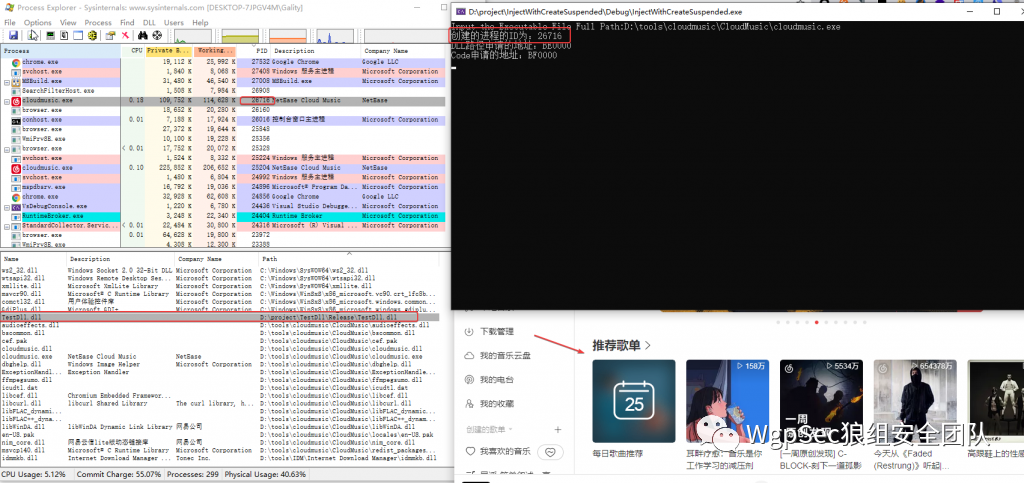 Process Explorer - Sysinternals: www.sysinternals.com [DESKTOP-7JPGV4M\Gality]
Options View Process Find DLL Users Help
Process CPU Private B... Working... PID Description Company Name
chrome.exe 19,112 K 25,992 K 27532 Google Chrome Google LLC
svchost.exe 1,840 K 8,068 K 27408 Windows 服务主进程 Microsoft Corporation
MSBuild.exe 31,480 K 46,540 K 27008 MSBuild.exe Microsoft Corporation
SearchFilterHost.exe 1,508 K 7,984 K 26908
cloudmusic.exe 0.18 109,752 K 114,628 K 26716 NetEase Cloud Music NetEase
browser.exe 18,652 K 20,280 K 26160
conhost.exe 0.01 7,188 K 17,924 K 26016 控制台窗口主进程 Microsoft Corporation
browser.exe 27,372 K 19,644 K 25848
WmiPrvSE.exe 10,100 K 19,228 K 25356
browser.exe < 0.01 17,752 K 20,072 K 25328
svchost.exe 1,524 K 8,332 K 25224 Windows 服务主进程 Microsoft Corporation
cloudmusic.exe 0.10 223,832 K 206,652 K 25204 NetEase Cloud Music NetEase
svchost.exe 1,480 K 6,804 K 24992 Windows 服务主进程 Microsoft Corporation
mspdbsrv.exe 16,792 K 19,036 K 24896 Microsoft® Program Da... Microsoft Corporation
chrome.exe 32,928 K 62,608 K 24856 Google Chrome Google LLC
VsDebugConsole.exe 1,220 K 6,780 K 24436 Visual Studio Debugge... Microsoft Corporation
RuntimeBroker.exe 3,248 K 22,340 K 24404 Runtime Broker Microsoft Corporation
StandardCollector.Servic... < 0.01 22,484 K 30,800 K 24316 Microsoft (R) Visual ... Microsoft Corporation
browser.exe 0.01 64,628 K 19,800 K 23972
WmiPrvSE.exe 4,308 K 12,300 K 23388
Name Description Company Name Path
ws2_32.dll Windows Socket 2.0 32-Bit DLL Microsoft Corporation C:\Windows\SysWOW64\ws2_32.dll
wtsapi32.dll Windows Remote Desktop Ses... Microsoft Corporation C:\Windows\SysWOW64\wtsapi32.dll
xmllite.dll Microsoft XmlLite Library Microsoft Corporation C:\Windows\SysWOW64\xmllite.dll
msvcr90.dll Microsoft® C Runtime Library Microsoft Corporation C:\Windows\WinSxS\x86_microsoft.vc90.crt_1fc8b...
comctl32.dll 用户体验控件库 Microsoft Corporation C:\Windows\WinSxS\x86_microsoft.windows.common...
GdiPlus.dll Microsoft GDI+ Microsoft Corporation C:\Windows\WinSxS\x86_microsoft.windows.gdiplu...
TestDll.dll D:\project\TestDll\Release\TestDll.dll
audioeffects.dll D:\tools\cloudmusic\CloudMusic\audioeffects.dll
bscommon.dll D:\tools\cloudmusic\CloudMusic\bscommon.dll
cef.pak D:\tools\cloudmusic\CloudMusic\cef.pak
cloudmusic.dll D:\tools\cloudmusic\CloudMusic\cloudmusic.dll
cloudmusic.exe NetEase Cloud Music NetEase D:\tools\cloudmusic\CloudMusic\cloudmusic.exe
dbghelp.dll Windows Image Helper Microsoft Corporation D:\tools\cloudmusic\CloudMusic\dbghelp.dll
ExceptionHandl... Exception Handler D:\tools\cloudmusic\CloudMusic\ExceptionHandle...
ffmpegsumo.dll D:\tools\cloudmusic\CloudMusic\ffmpegsumo.dll
icudtl.dat D:\tools\cloudmusic\CloudMusic\icudtl.dat
libcef.dll Chromium Embedded Framewor... D:\tools\cloudmusic\CloudMusic\libcef.dll
libcurl.dll libcurl Shared Library The curl library, h... D:\tools\cloudmusic\CloudMusic\libcurl.dll
libFLAC_dynami... D:\tools\cloudmusic\CloudMusic\libFLAC_dynamic...
libFLAC++_dyna... D:\tools\cloudmusic\CloudMusic\libFLAC++_dynam...
libWinDA.dll libWinDA Dynamic Link Library 网易公司 D:\tools\cloudmusic\CloudMusic\libWinDA.dll
en-US.pak D:\tools\cloudmusic\CloudMusic\locales\en-US.pak
nim_core.dll 网易云信lite版动态链接库 网易公司 D:\tools\cloudmusic\CloudMusic\nim_core.dll
msvcp140.dll Microsoft® C Runtime Library Microsoft Corporation D:\tools\cloudmusic\CloudMusic\redist_packages...
idmmkb.dll Internet Download Manager ... Tonec Inc. D:\tools\IDM\Internet Download Manager\idmmkb...
CPU Usage: 5.12% Commit Charge: 55.07% Processes: 299 Physical Usage: 40.63%
D:\project\InjectWithCreateSuspended\Debug\InjectWithCreateSuspended.exe
Input the Executable File Full Path:D:\tools\cloudmusic\CloudMusic\cloudmusic.exe
创建的进程的ID为: 26716
DLL路径申请的地址: BE0000
Code申请的地址: BF0000
下载管理
我的音乐云盘
我的电台
我的收藏
创建的歌单
我喜欢的音乐
推荐歌单
25
每日歌曲推荐
158万
耳畔疗愈: 音乐是你
工作学习的减压剂
5534万
一周
[一周原创发现] C-
BLOCK-刻下一道孤影
654378万
今天从《Faded
(Restrung)》听起|...
高跟鞋上的性感
WgpSec狼组安全团队